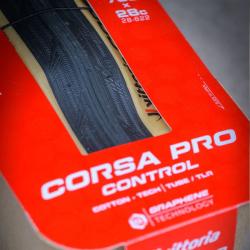 x 28c
28-622
CORSA PRO
CONTROL
COTTON - TECH | TUBE / TLR
GRAPHENE
TECHNOLOGY
Vittoria